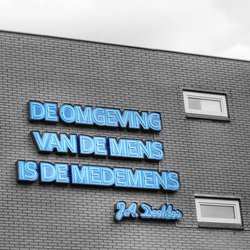 DE OMGEVING
VAN DE MENS
IS DE MEDEMENS
J.A. Deelder